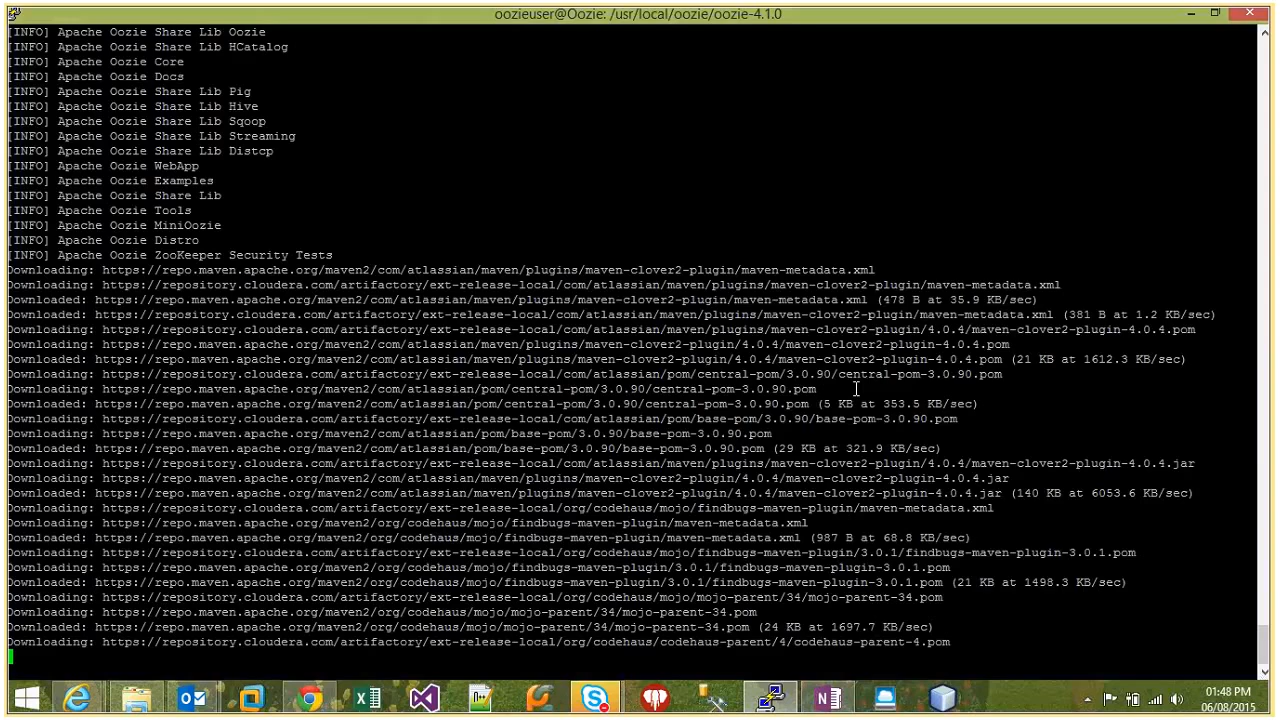 oozieuser@Oozie: /usr/local/oozie/oozie-4.1.0
[INFO] Apache Oozie Share Lib Oozie
[INFO] Apache Oozie Share Lib HCatalog
[INFO] Apache Oozie Core
[INFO] Apache Oozie Docs
[INFO] Apache Oozie Share Lib Pig
[INFO] Apache Oozie Share Lib Hive
[INFO] Apache Oozie Share Lib Sqoop
[INFO] Apache Oozie Share Lib Streaming
[INFO] Apache Oozie Share Lib Distcp
[INFO] Apache Oozie WebApp
[INFO] Apache Oozie Examples
[INFO] Apache Oozie Share Lib
[INFO] Apache Oozie Tools
[INFO] Apache Oozie MiniOozie
[INFO] Apache Oozie Distro
[INFO] Apache Oozie ZooKeeper Security Tests
Downloading: https://repo.maven.apache.org/maven2/com/atlassian/maven/plugins/maven-clover2-plugin/maven-metadata.xml
Downloading: https://repository.cloudera.com/artifactory/ext-release-local/com/atlassian/maven/plugins/maven-clover2-plugin/maven-metadata.xml
Downloaded: https://repo.maven.apache.org/maven2/com/atlassian/maven/plugins/maven-clover2-plugin/maven-metadata.xml (478 B at 35.9 KB/sec)
Downloaded: https://repository.cloudera.com/artifactory/ext-release-local/com/atlassian/maven/plugins/maven-clover2-plugin/maven-metadata.xml (381 B at 1.2 KB/sec)
Downloading: https://repository.cloudera.com/artifactory/ext-release-local/com/atlassian/maven/plugins/maven-clover2-plugin/4.0.4/maven-clover2-plugin-4.0.4.pom
Downloading: https://repo.maven.apache.org/maven2/com/atlassian/maven/plugins/maven-clover2-plugin/4.0.4/maven-clover2-plugin-4.0.4.pom
Downloaded: https://repo.maven.apache.org/maven2/com/atlassian/maven/plugins/maven-clover2-plugin/4.0.4/maven-clover2-plugin-4.0.4.pom (21 KB at 1612.3 KB/sec)
Downloading: https://repository.cloudera.com/artifactory/ext-release-local/com/atlassian/pom/central-pom/3.0.90/central-pom-3.0.90.pom
Downloading: https://repo.maven.apache.org/maven2/com/atlassian/pom/central-pom/3.0.90/central-pom-3.0.90.pom
Downloaded: https://repo.maven.apache.org/maven2/com/atlassian/pom/central-pom/3.0.90/central-pom-3.0.90.pom (5 KB at 353.5 KB/sec)
Downloading: https://repository.cloudera.com/artifactory/ext-release-local/com/atlassian/pom/base-pom/3.0.90/base-pom-3.0.90.pom
Downloading: https://repo.maven.apache.org/maven2/com/atlassian/pom/base-pom/3.0.90/base-pom-3.0.90.pom
Downloaded: https://repo.maven.apache.org/maven2/com/atlassian/pom/base-pom/3.0.90/base-pom-3.0.90.pom (29 KB at 321.9 KB/sec)
Downloading: https://repository.cloudera.com/artifactory/ext-release-local/com/atlassian/maven/plugins/maven-clover2-plugin/4.0.4/maven-clover2-plugin-4.0.4.jar
Downloading: https://repo.maven.apache.org/maven2/com/atlassian/maven/plugins/maven-clover2-plugin/4.0.4/maven-clover2-plugin-4.0.4.jar
Downloaded: https://repo.maven.apache.org/maven2/com/atlassian/maven/plugins/maven-clover2-plugin/4.0.4/maven-clover2-plugin-4.0.4.jar (140 KB at 6053.6 KB/sec)
Downloading: https://repository.cloudera.com/artifactory/ext-release-local/org/codehaus/mojo/findbugs-maven-plugin/maven-metadata.xml
Downloading: https://repo.maven.apache.org/maven2/org/codehaus/mojo/findbugs-maven-plugin/maven-metadata.xml
Downloaded: https://repo.maven.apache.org/maven2/org/codehaus/mojo/findbugs-maven-plugin/maven-metadata.xml (987 B at 68.8 KB/sec)
Downloading: https://repository.cloudera.com/artifactory/ext-release-local/org/codehaus/mojo/findbugs-maven-plugin/3.0.1/findbugs-maven-plugin-3.0.1.pom
Downloading: https://repo.maven.apache.org/maven2/org/codehaus/mojo/findbugs-maven-plugin/3.0.1/findbugs-maven-plugin-3.0.1.pom
Downloaded: https://repo.maven.apache.org/maven2/org/codehaus/mojo/findbugs-maven-plugin/3.0.1/findbugs-maven-plugin-3.0.1.pom (21 KB at 1498.3 KB/sec)
Downloading: https://repository.cloudera.com/artifactory/ext-release-local/org/codehaus/mojo/mojo-parent/34/mojo-parent-34.pom
Downloading: https://repo.maven.apache.org/maven2/org/codehaus/mojo/mojo-parent/34/mojo-parent-34.pom
Downloaded: https://repo.maven.apache.org/maven2/org/codehaus/mojo/mojo-parent/34/mojo-parent-34.pom (24 KB at 1697.7 KB/sec)
Downloading: https://repository.cloudera.com/artifactory/ext-release-local/org/codehaus/codehaus-parent/4/codehaus-parent-4.pom
01:48 PM
06/08/2015